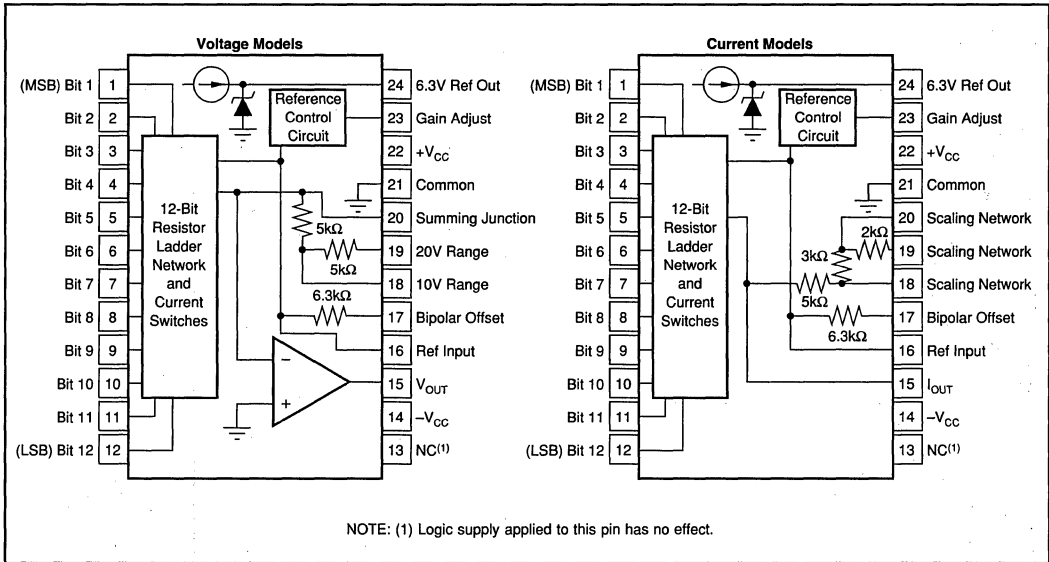 Voltage Models
(MSB) Bit 1
1
Bit 2
2
Bit 3
3
Bit 4
4
Bit 5
5
Bit 6
6
Bit 7
7
Bit 8
8
Bit 9
9
Bit 10
10
Bit 11
11
(LSB) Bit 12
12
12-Bit
Resistor
Ladder
Network
and
Current
Switches
Reference
Control
Circuit
5kΩ
5kΩ
6.3kΩ
−
+
24
6.3V Ref Out
23
Gain Adjust
22
+VCC
21
Common
20
Summing Junction
19
20V Range
18
10V Range
17
Bipolar Offset
16
Ref Input
15
VOUT
14
–VCC
13
NC(1)
Current Models
(MSB) Bit 1
1
Bit 2
2
Bit 3
3
Bit 4
4
Bit 5
5
Bit 6
6
Bit 7
7
Bit 8
8
Bit 9
9
Bit 10
10
Bit 11
11
(LSB) Bit 12
12
12-Bit
Resistor
Ladder
Network
and
Current
Switches
Reference
Control
Circuit
2kΩ
3kΩ
5kΩ
6.3kΩ
24
6.3V Ref Out
23
Gain Adjust
22
+VCC
21
Common
20
Scaling Network
19
Scaling Network
18
Scaling Network
17
Bipolar Offset
16
Ref Input
15
IOUT
14
–VCC
13
NC(1)
NOTE: (1) Logic supply applied to this pin has no effect.